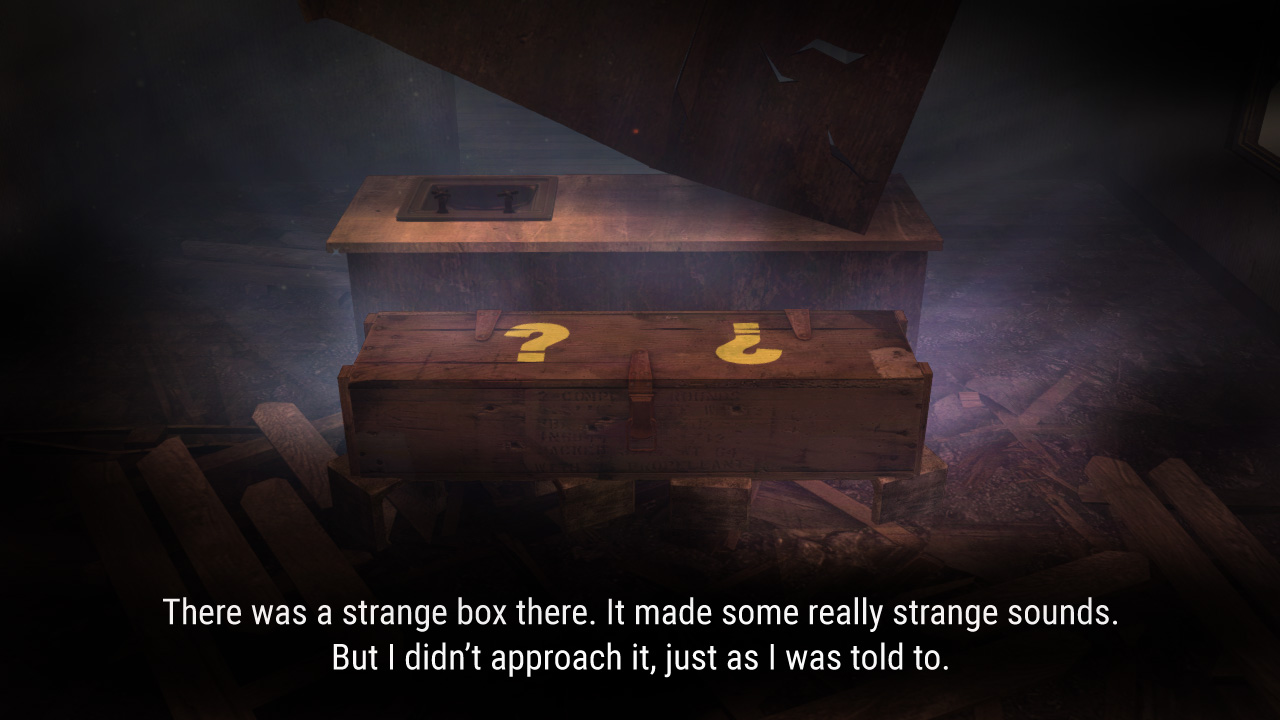 ? ¿
There was a strange box there. It made some really strange sounds.
But I didn’t approach it, just as I was told to.